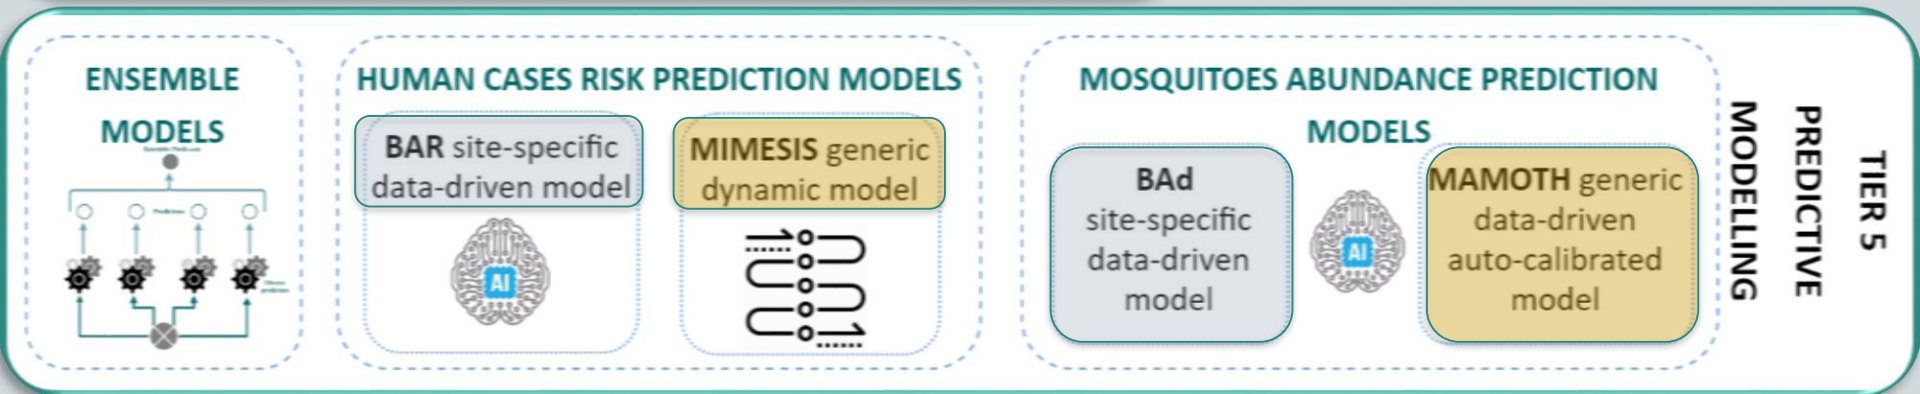 ENSEMBLE
MODELS
HUMAN CASES RISK PREDICTION MODELS
BAR site-specific
data-driven model
AI
MIMESIS generic
dynamic model
MOSQUITOES ABUNDANCE PREDICTION
MODELS
BAd
site-specific
data-driven
model
AI
MAMOTH generic
data-driven
auto-calibrated
model
TIER 5
PREDICTIVE
MODELLING